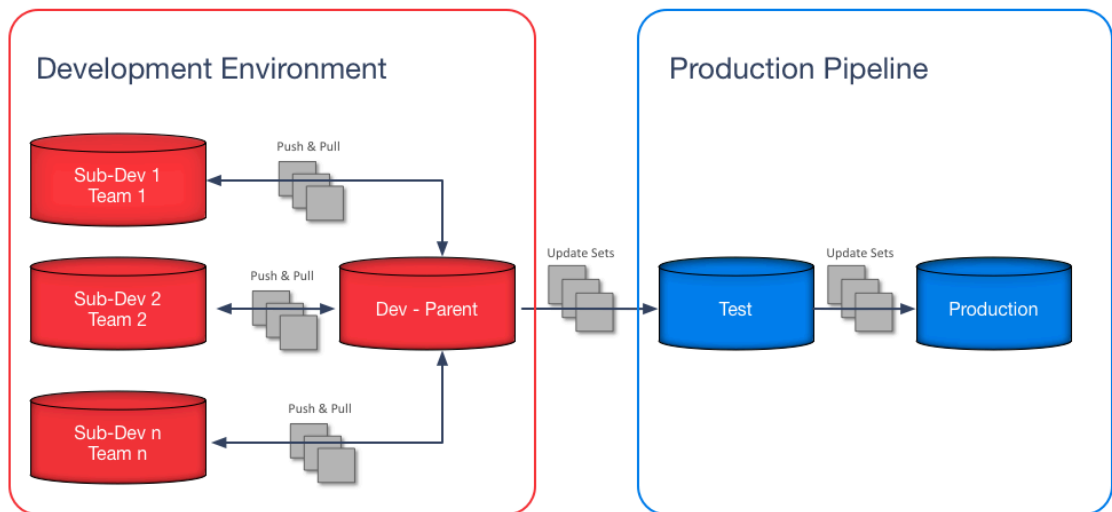 Development Environment
Production Pipeline
Push & Pull
Sub-Dev 1
Team 1
Push & Pull
Sub-Dev 2
Team 2
Dev - Parent
Update Sets
Test
Update Sets
Production
Push & Pull
Sub-Dev n
Team n